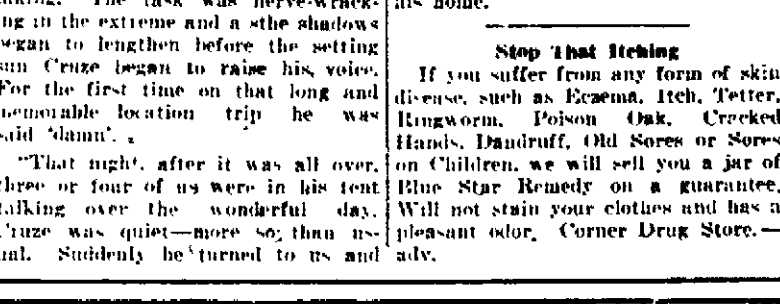 The task was nerve-wrack-
ng in the extreme and a sthe shadows
began to lengthen before the setting
sun Cruze began to raise his voice.
For the first time on that long and
memorable location trip he was
said 'damn'.
"That night, after it was all over,
three or four of us were in his tent
talking over the wonderful day.
Cruze was quiet—more so, than us-
ual. Suddenly he turned to us and
his home.
Stop That Itching
If you suffer from any form of skin
disease, such as Eczema, Itch, Tetter,
Ringworm, Poison Oak, Cracked
Hands, Dandruff, Old Sores or Sores
on Children, we will sell you a jar of
Blue Star Remedy on a guarantee.
Will not stain your clothes and has a
pleasant odor. Corner Drug Store.—
adv.